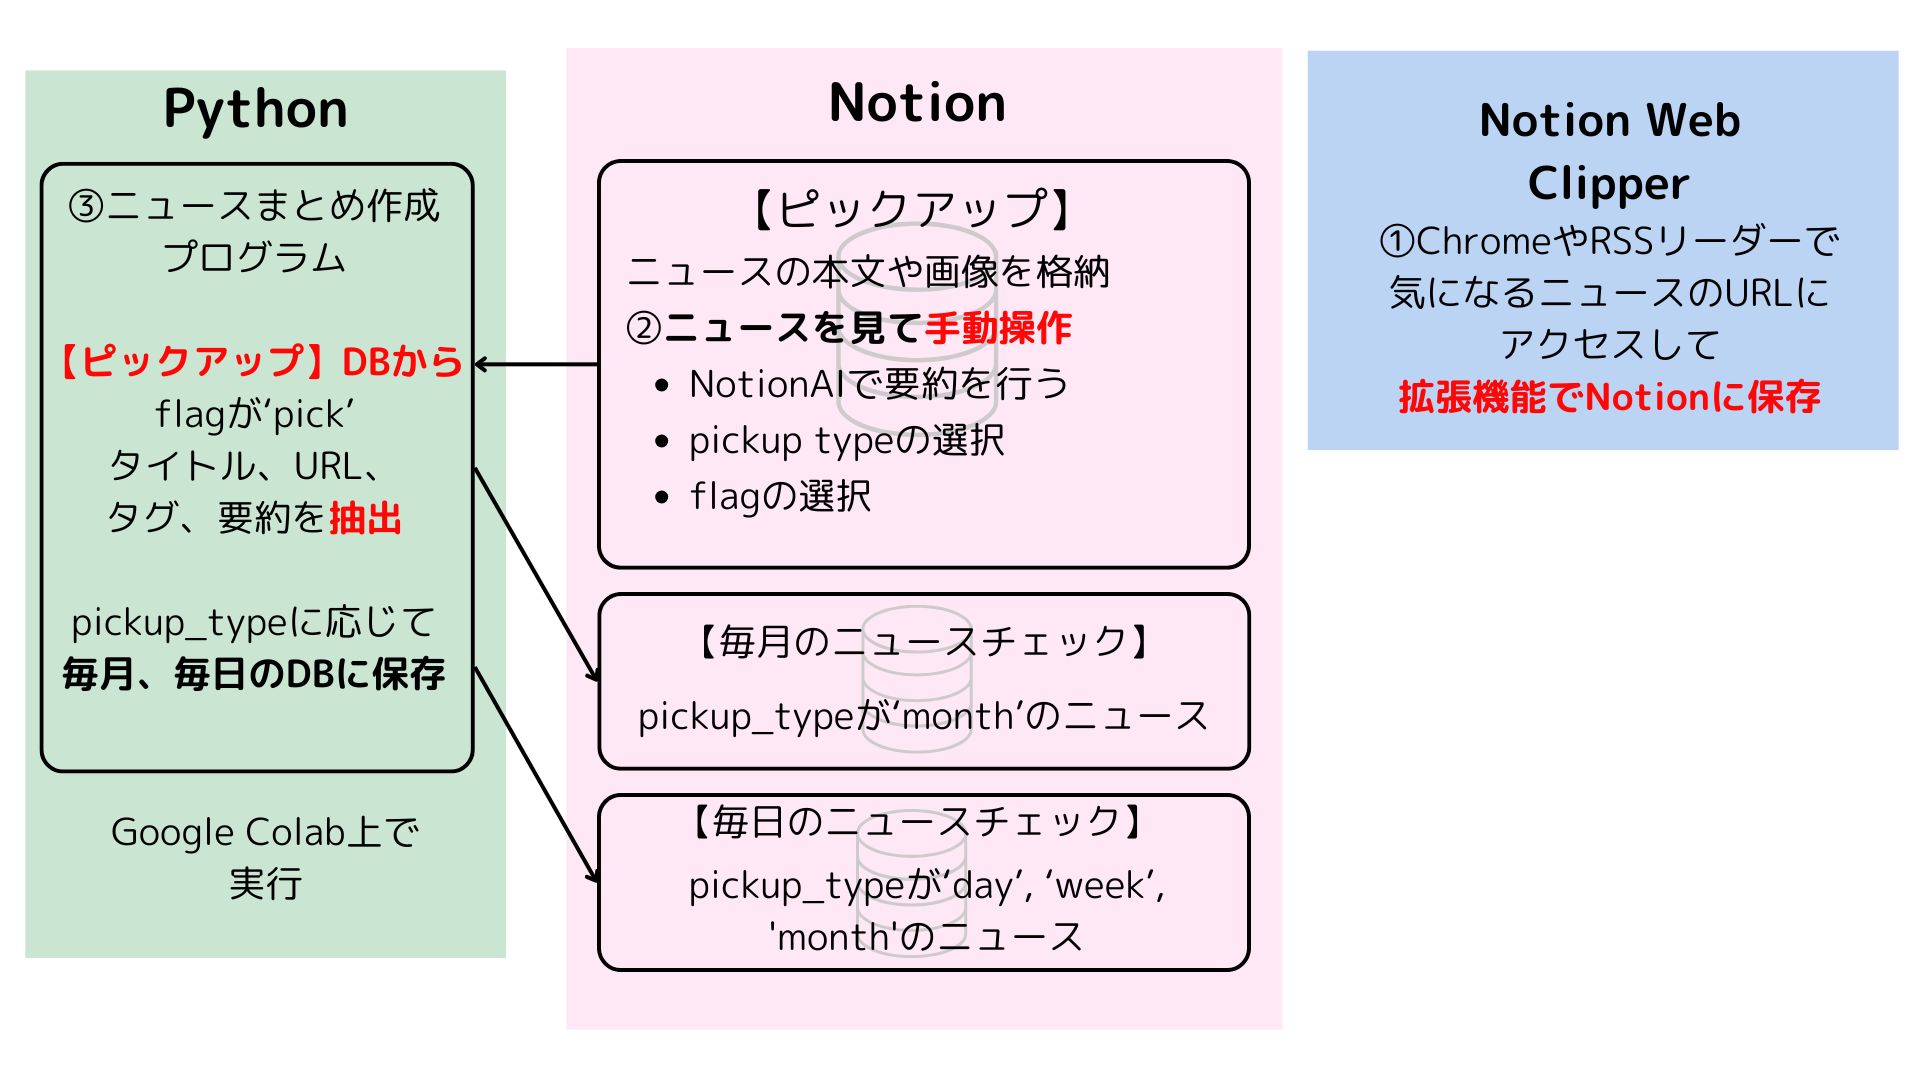 Python
③ニュースまとめ作成
プログラム
【ピックアップ】DBから
flagが‘pick’
タイトル、URL、
タグ、要約を抽出
pickup_typeに応じて
毎月、毎日のDBに保存
Google Colab上で
実行
Notion
【ピックアップ】
ニュースの本文や画像を格納
②ニュースを見て手動操作
• NotionAIで要約を行う
• pickup typeの選択
• flagの選択
【毎月のニュースチェック】
pickup_typeが‘month’のニュース
【毎日のニュースチェック】
pickup_typeが‘day’, ‘week’,
'month'のニュース
Notion Web
Clipper
①ChromeやRSSリーダーで
気になるニュースのURLに
アクセスして
拡張機能でNotionに保存